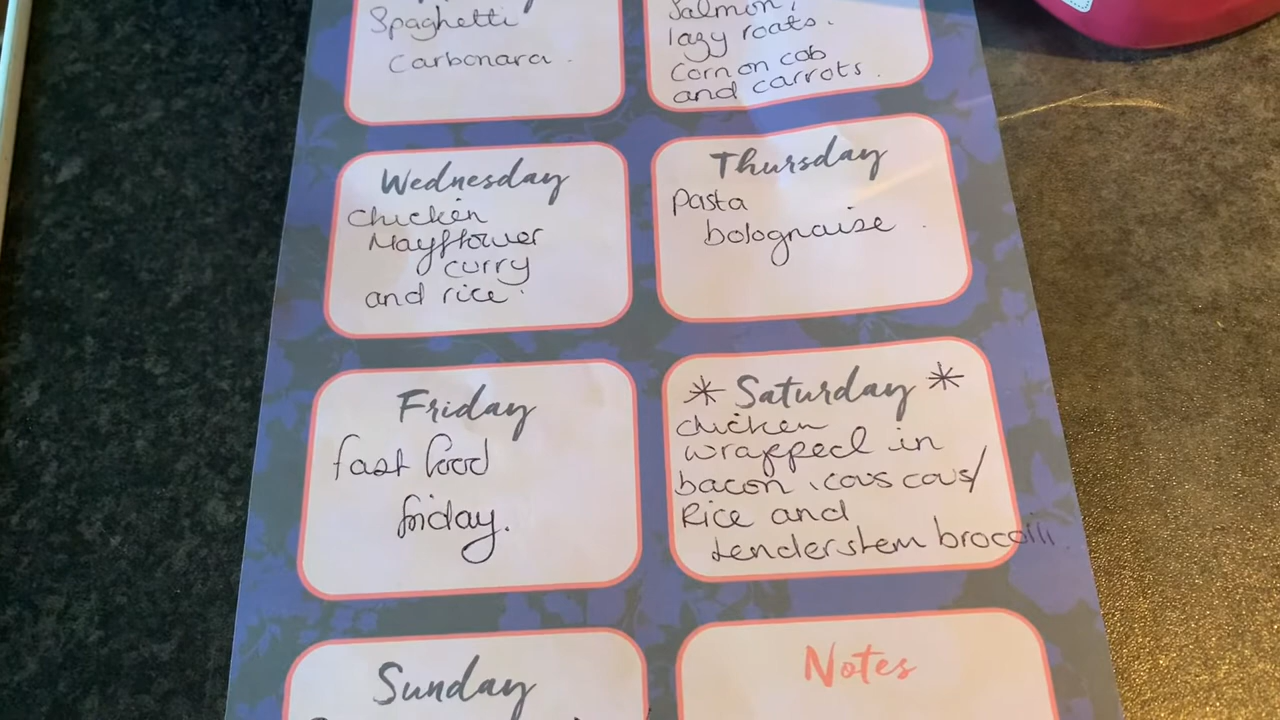 Spaghetti
carbonara.
Salmon,
lazy roats.
Corn on cob
and carrots.
Wednesday
chicken
Mayflower
curry
and rice.
Thursday
Pasta
bolognaise.
Friday
fast food
friday.
* Saturday *
chicken
wrapped in
bacon, cous cous/
Rice and
tenderstem brocoili
Sunday
Notes